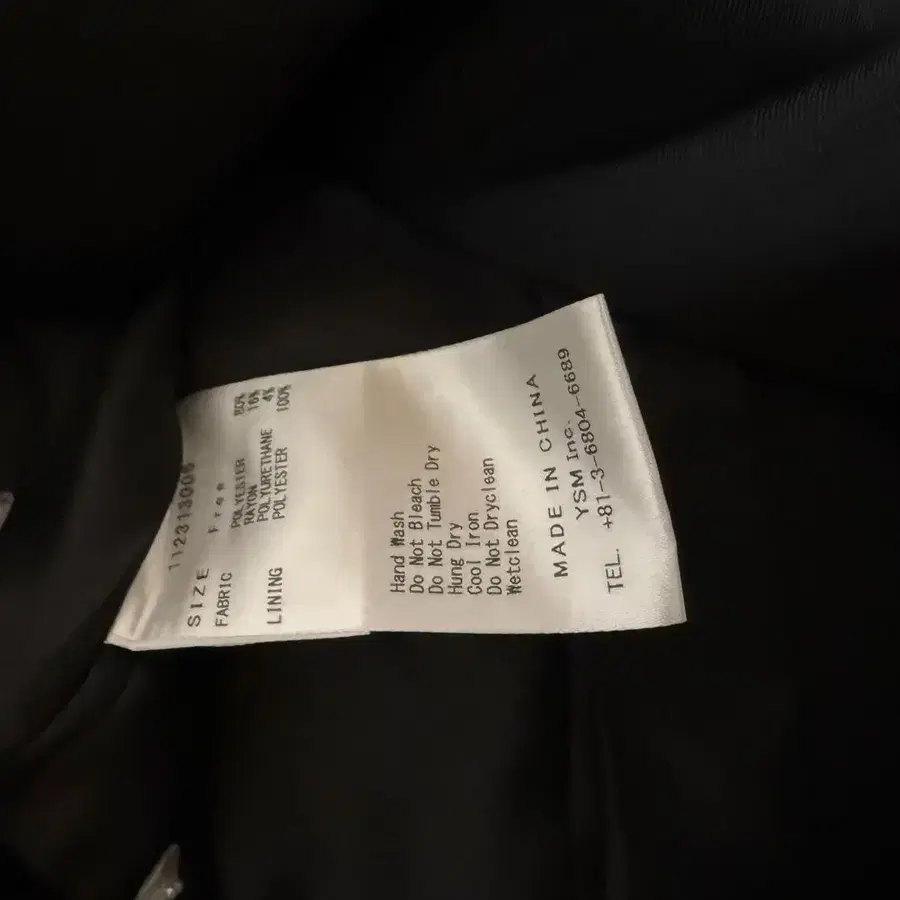 112313006
SIZE Free
FABRIC POLYESTER 80%
RAYON 16%
POLYURETHANE 4%
LINING POLYESTER 100%
Hand Wash
Do Not Bleach
Do Not Tumble Dry
Hung Dry
Cool Iron
Do Not Dryclean
Wetclean
MADE IN CHINA
YSM Inc.
TEL. +81-3-6804-6689